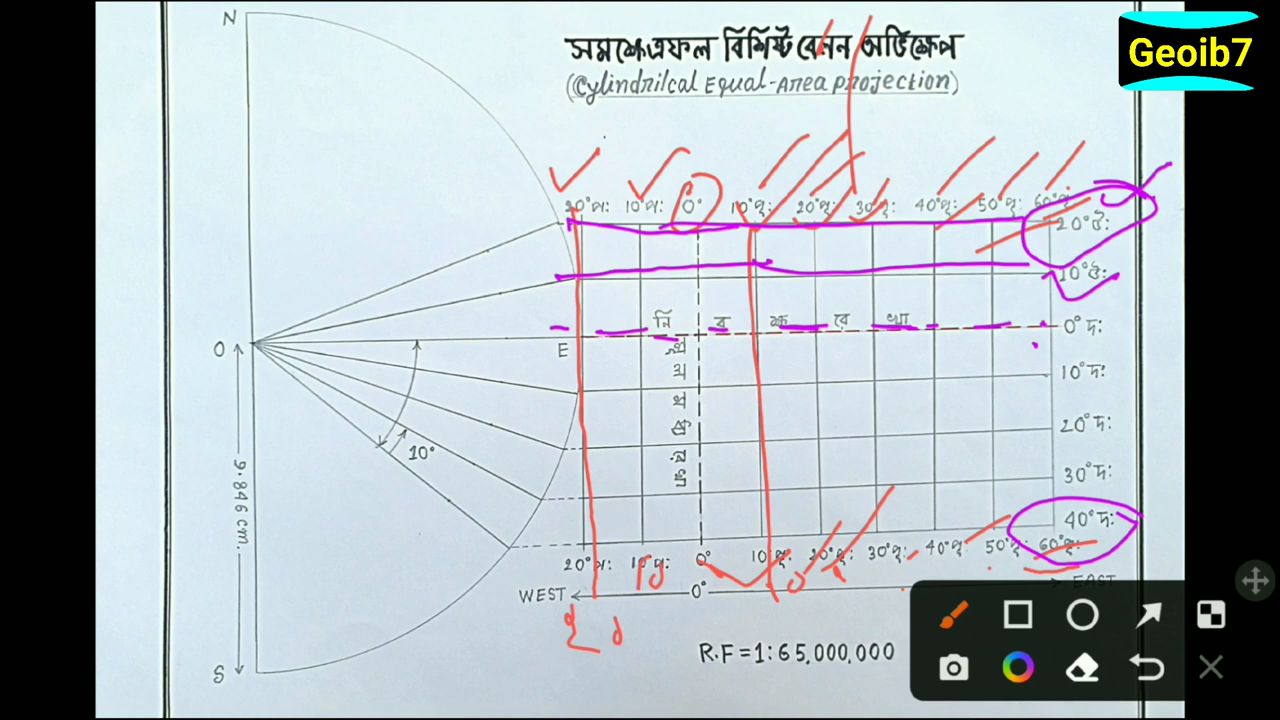 N
সমক্ষেত্রফল বিশিষ্ট বেলন অভিক্ষেপ
(Cylindrilcal Equal-Area Projection)
Geoib7
20°প: 10°প: 0° 10°পূ: 20°পূ: 30°পূ: 40°পূ: 50°পূ: 60°পূ:
20°উ:
10°উ:
নি র ক্ষ রে খা
0° দ:
O
E
মূ ল ম ধ্য রে খা
10°দ:
20°দ:
30°দ:
40°দ:
10°
9.846 cm.
20°প: 10°প: 0° 10°পূ: 20°পূ: 30°পূ: 40°পূ: 50°পূ: 60°পূ:
WEST 0° EAST
S
R.F=1:65,000,000